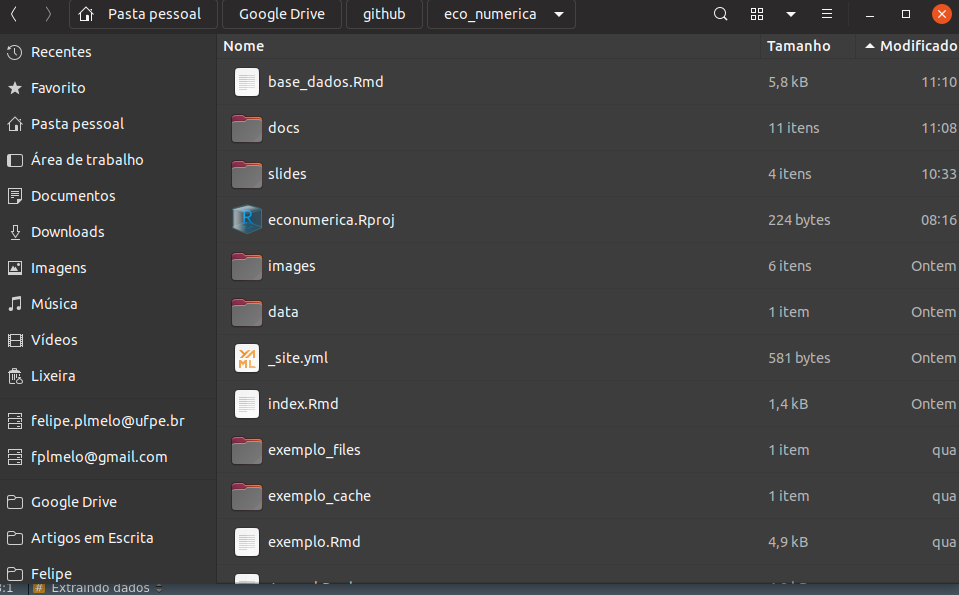 Pasta pessoal
Google Drive
github
eco_numerica
Nome
Tamanho
Modificado
Recentes
Favorito
Pasta pessoal
Área de trabalho
Documentos
Downloads
Imagens
Música
Vídeos
Lixeira
felipe.plmelo@ufpe.br
fplmelo@gmail.com
Google Drive
Artigos em Escrita
Felipe
base_dados.Rmd 5,8 kB 11:10
docs 11 itens 11:08
slides 4 itens 10:33
econumerica.Rproj 224 bytes 08:16
images 6 itens Ontem
data 1 item Ontem
_site.yml 581 bytes Ontem
index.Rmd 1,4 kB Ontem
exemplo_files 1 item qua
exemplo_cache 1 item qua
exemplo.Rmd 4,9 kB qua
:1 # Extraindo dados